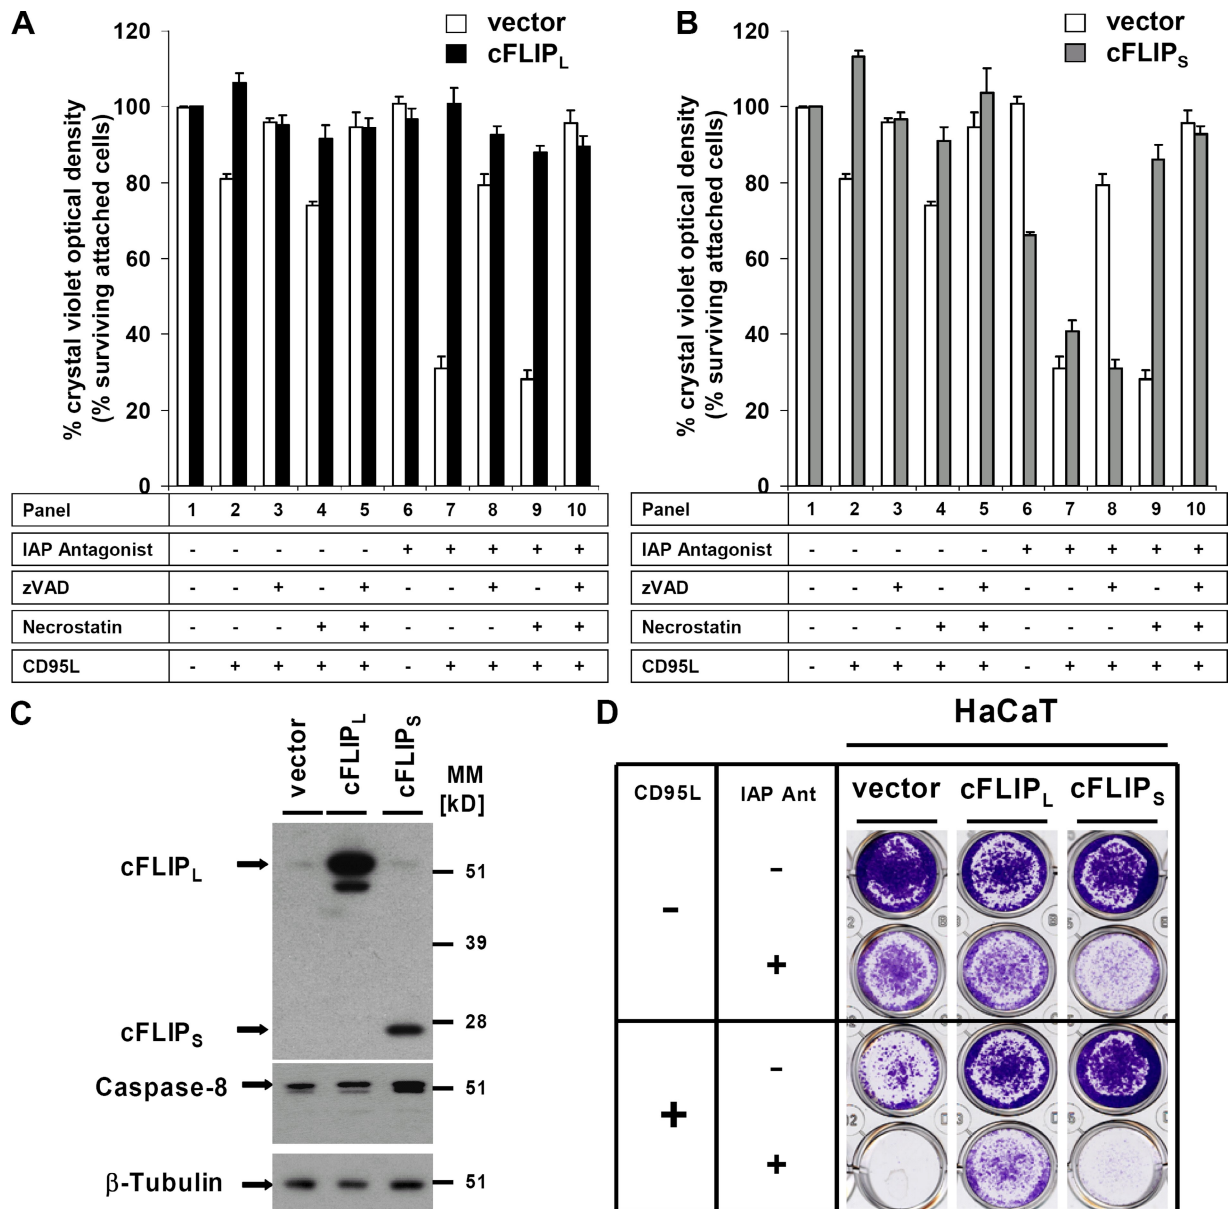 A
vector
cFLIPL
120
100
80
60
40
20
0
% crystal violet optical density
(% surviving attached cells)
Panel 1 2 3 4 5 6 7 8 9 10
IAP Antagonist - - - - - + + + + +
zVAD - - + - + - - + - +
Necrostatin - - - + + - - - + +
CD95L - + + + + - + + + +
B
vector
cFLIPS
120
100
80
60
40
20
0
% crystal violet optical density
(% surviving attached cells)
Panel 1 2 3 4 5 6 7 8 9 10
IAP Antagonist - - - - - + + + + +
zVAD - - + - + - - + - +
Necrostatin - - - + + - - - + +
CD95L - + + + + - + + + +
C
vector
cFLIPL
cFLIPS
MM
[kD]
cFLIPL
51
39
cFLIPS
28
Caspase-8
51
β-Tubulin
51
D
HaCaT
CD95L IAP Ant vector cFLIPL cFLIPS
-
-
+
-
+
+